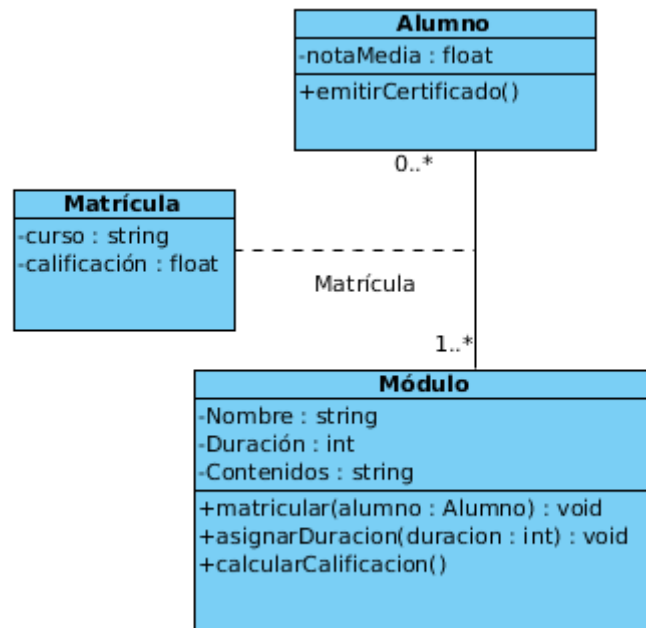 Alumno
-notaMedia : float
+emitirCertificado()
0..*
Matrícula
-curso : string
-calificación : float
Matrícula
1..*
Módulo
-Nombre : string
-Duración : int
-Contenidos : string
+matricular(alumno : Alumno) : void
+asignarDuracion(duracion : int) : void
+calcularCalificacion()